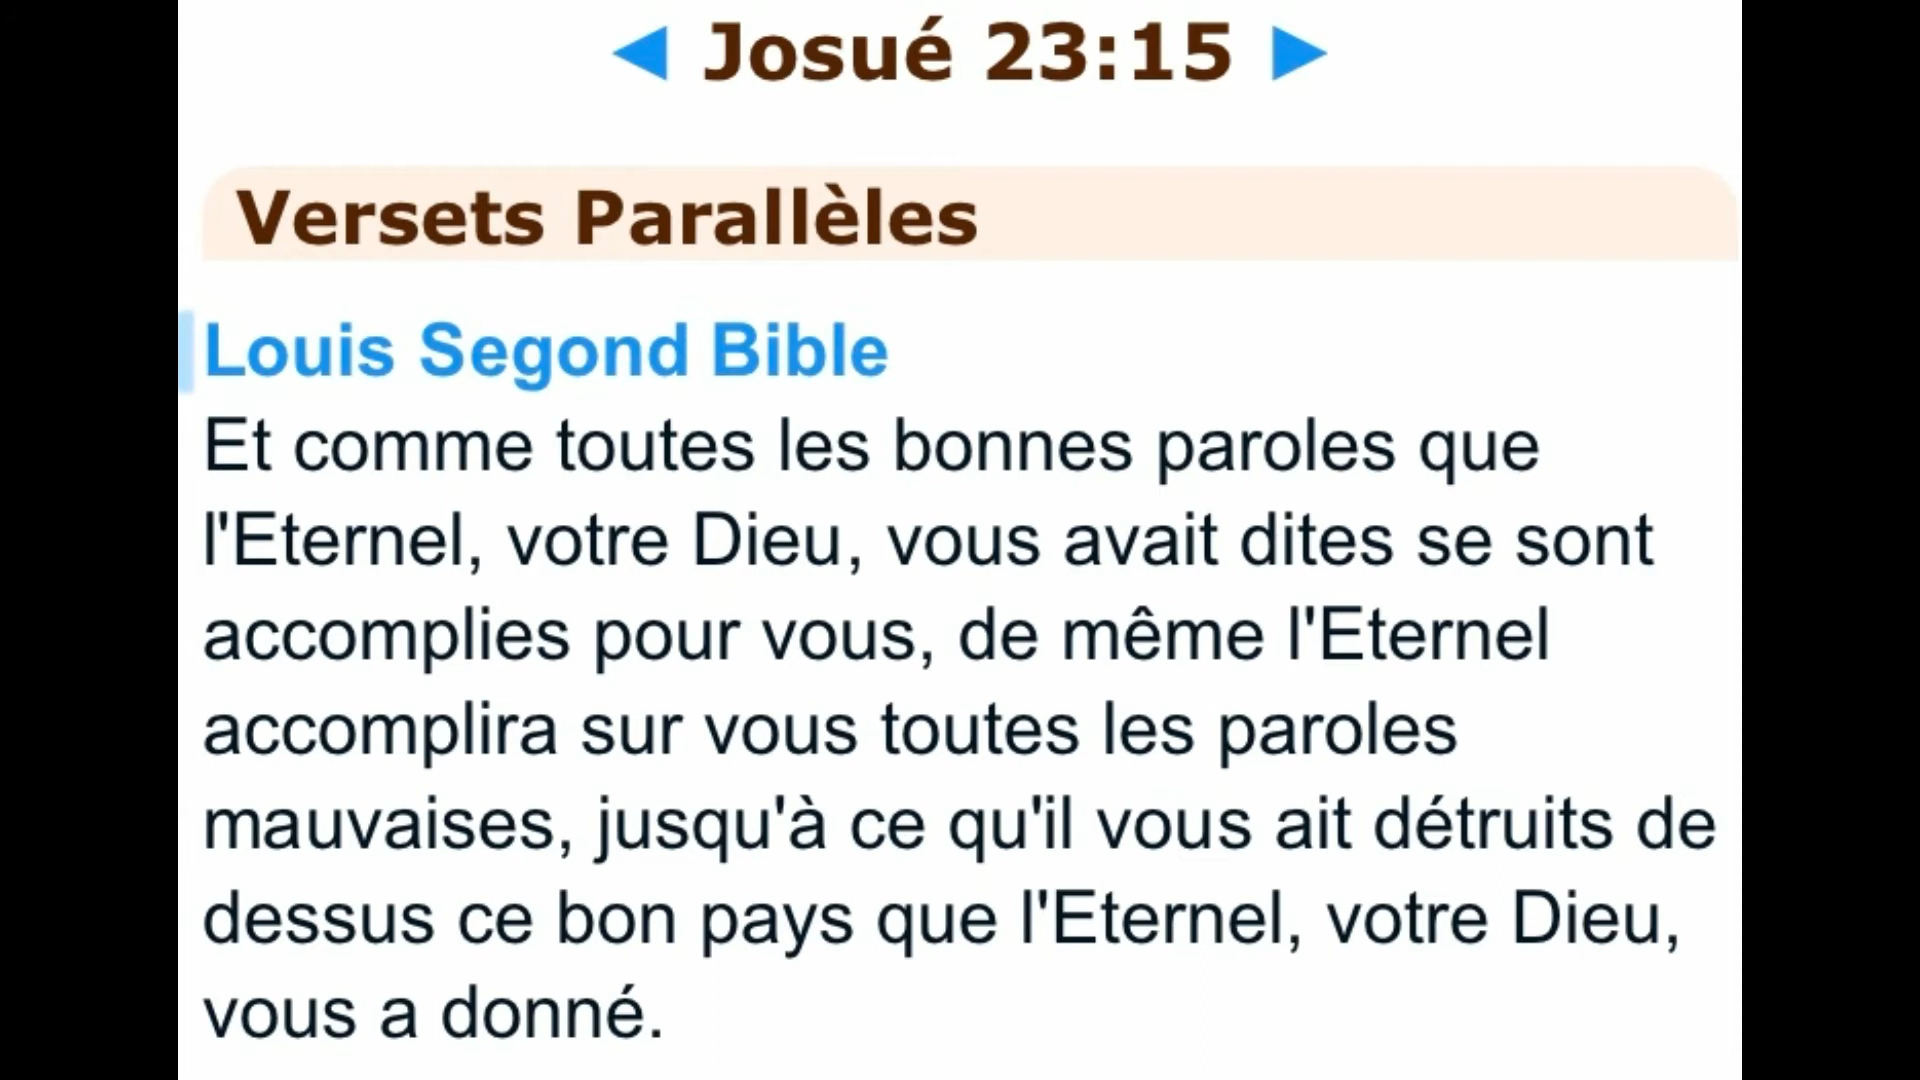 Josué 23:15
Versets Parallèles
Louis Segond Bible
Et comme toutes les bonnes paroles que
l'Eternel, votre Dieu, vous avait dites se sont
accomplies pour vous, de même l'Eternel
accomplira sur vous toutes les paroles
mauvaises, jusqu'à ce qu'il vous ait détruits de
dessus ce bon pays que l'Eternel, votre Dieu,
vous a donné.